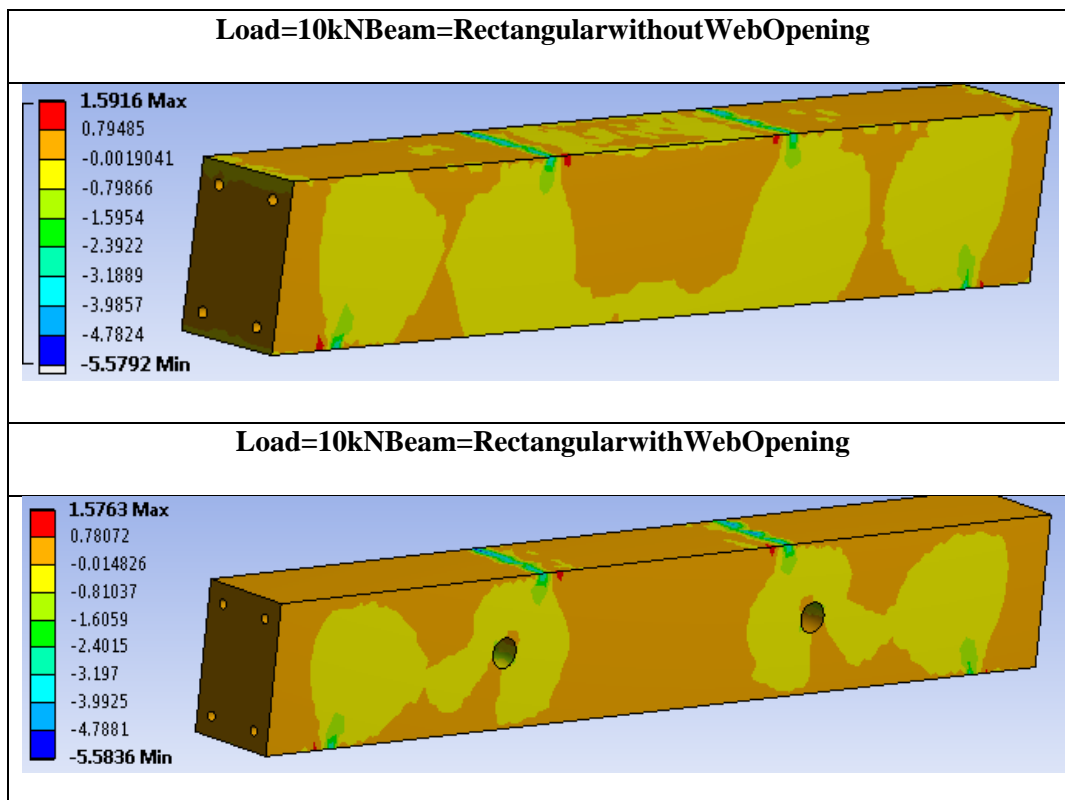 Load=10kNBeam=RectangularwithoutWebOpening
1.5916 Max
0.79485
-0.0019041
-0.79866
-1.5954
-2.3922
-3.1889
-3.9857
-4.7824
-5.5792 Min
Load=10kNBeam=RectangularwithWebOpening
1.5763 Max
0.78072
-0.014826
-0.81037
-1.6059
-2.4015
-3.197
-3.9925
-4.7881
-5.5836 Min